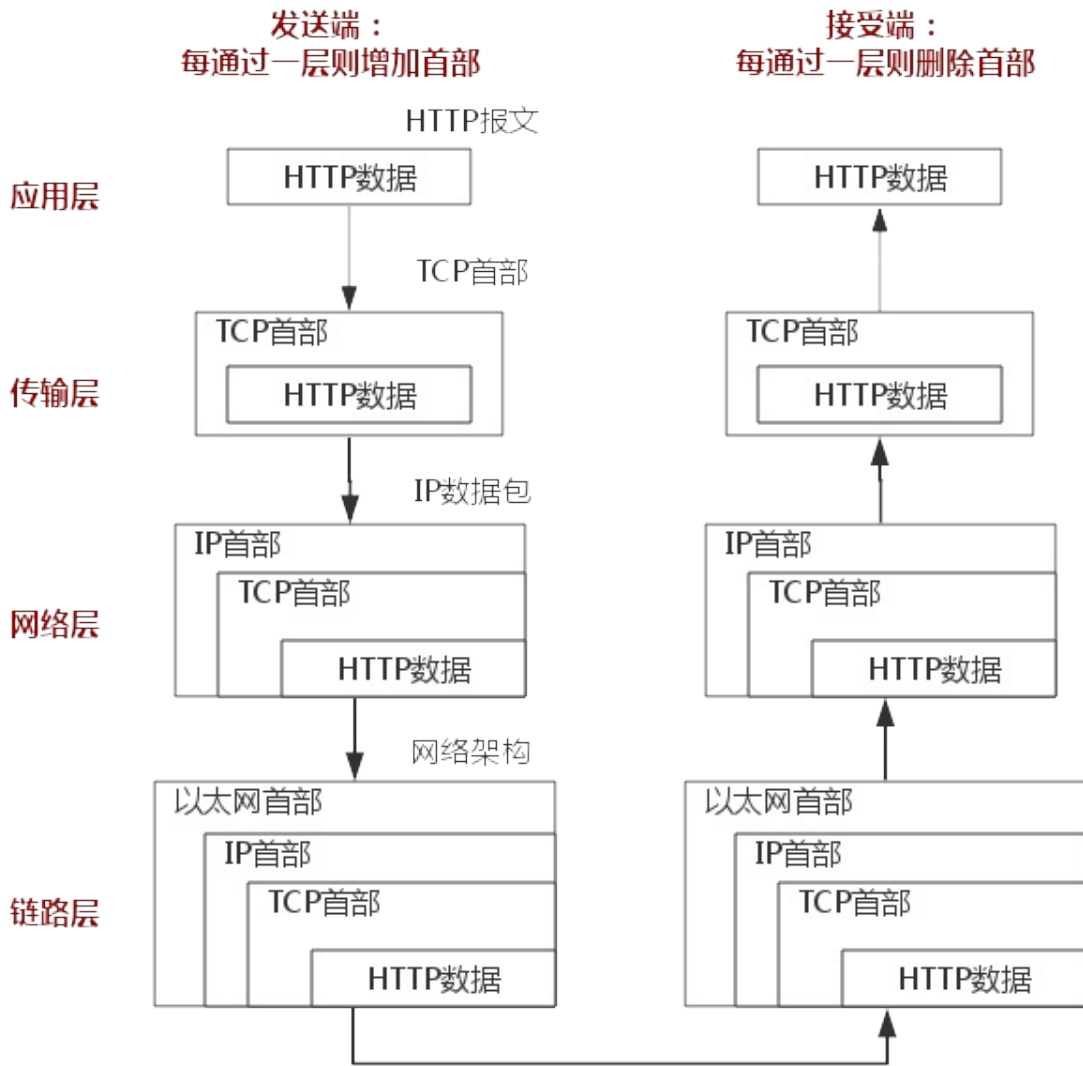 发送端：
每通过一层则增加首部
接受端：
每通过一层则删除首部
HTTP报文
应用层
HTTP数据
HTTP数据
TCP首部
TCP首部
TCP首部
传输层
HTTP数据
HTTP数据
IP数据包
IP首部
IP首部
TCP首部
TCP首部
网络层
HTTP数据
HTTP数据
网络架构
以太网首部
以太网首部
IP首部
IP首部
TCP首部
TCP首部
链路层
HTTP数据
HTTP数据